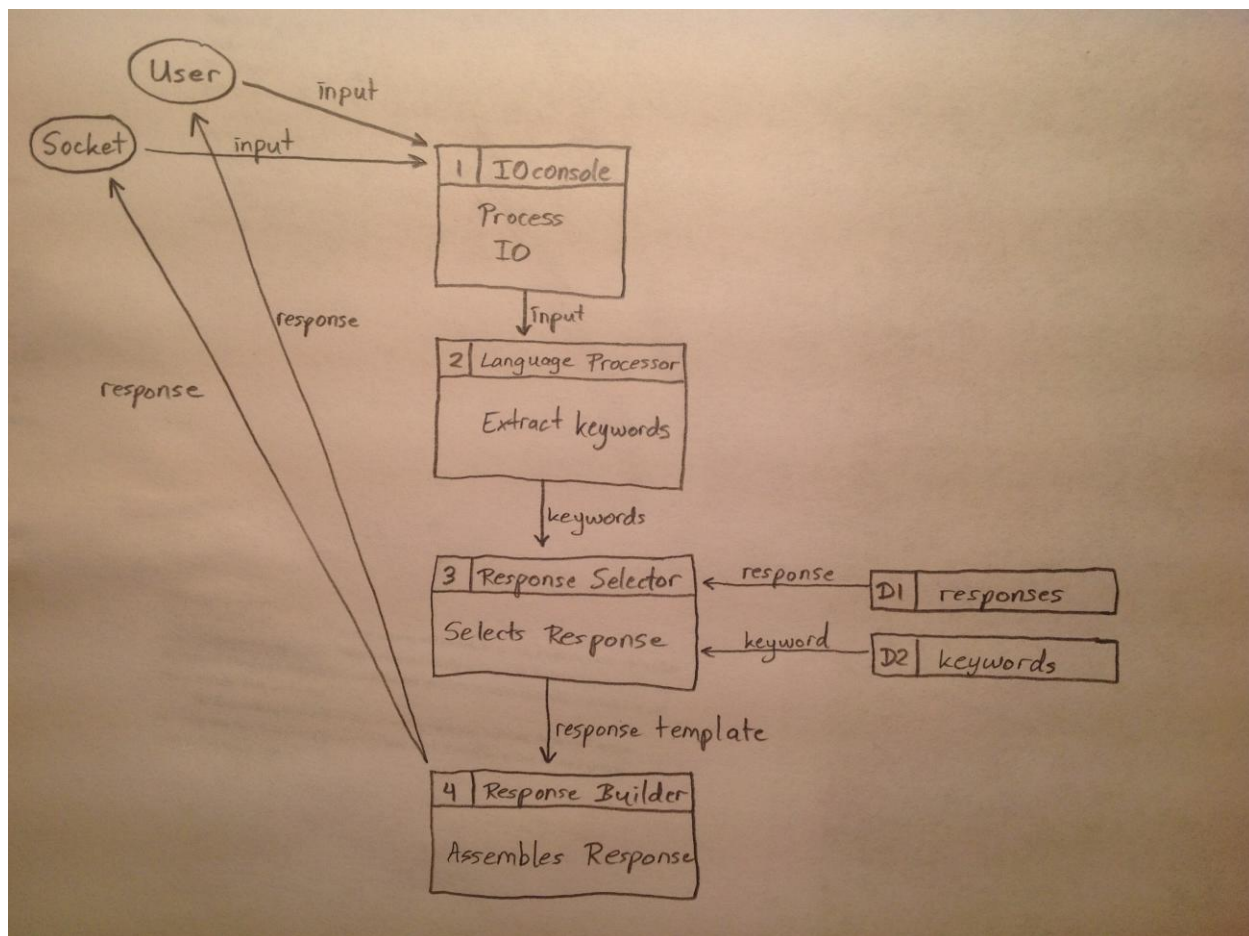 User
input
Socket
input
1 IOconsole
Process
IO
response
input
2 Language Processor
response
Extract keywords
keywords
3 Response Selector
response
D1 responses
Selects Response
keyword
D2 keywords
response template
4 Response Builder
Assembles Response